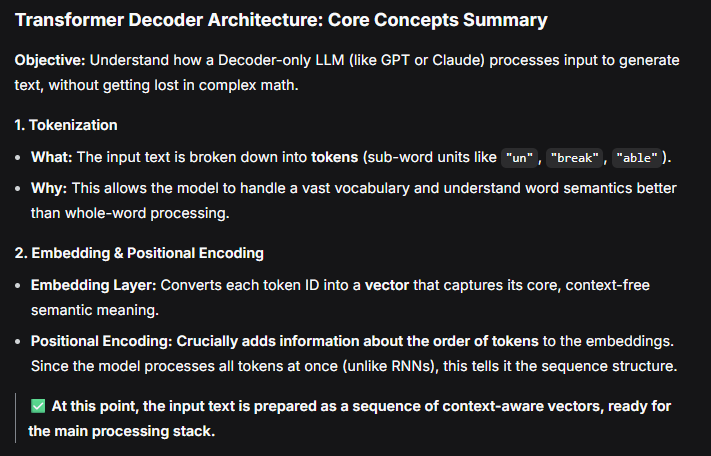 Transformer Decoder Architecture: Core Concepts Summary
Objective: Understand how a Decoder-only LLM (like GPT or Claude) processes input to generate
text, without getting lost in complex math.
1. Tokenization
• What: The input text is broken down into tokens (sub-word units like "un", "break", "able").
• Why: This allows the model to handle a vast vocabulary and understand word semantics better
than whole-word processing.
2. Embedding & Positional Encoding
• Embedding Layer: Converts each token ID into a vector that captures its core, context-free
semantic meaning.
• Positional Encoding: Crucially adds information about the order of tokens to the embeddings.
Since the model processes all tokens at once (unlike RNNs), this tells it the sequence structure.
✅ At this point, the input text is prepared as a sequence of context-aware vectors, ready for
the main processing stack.